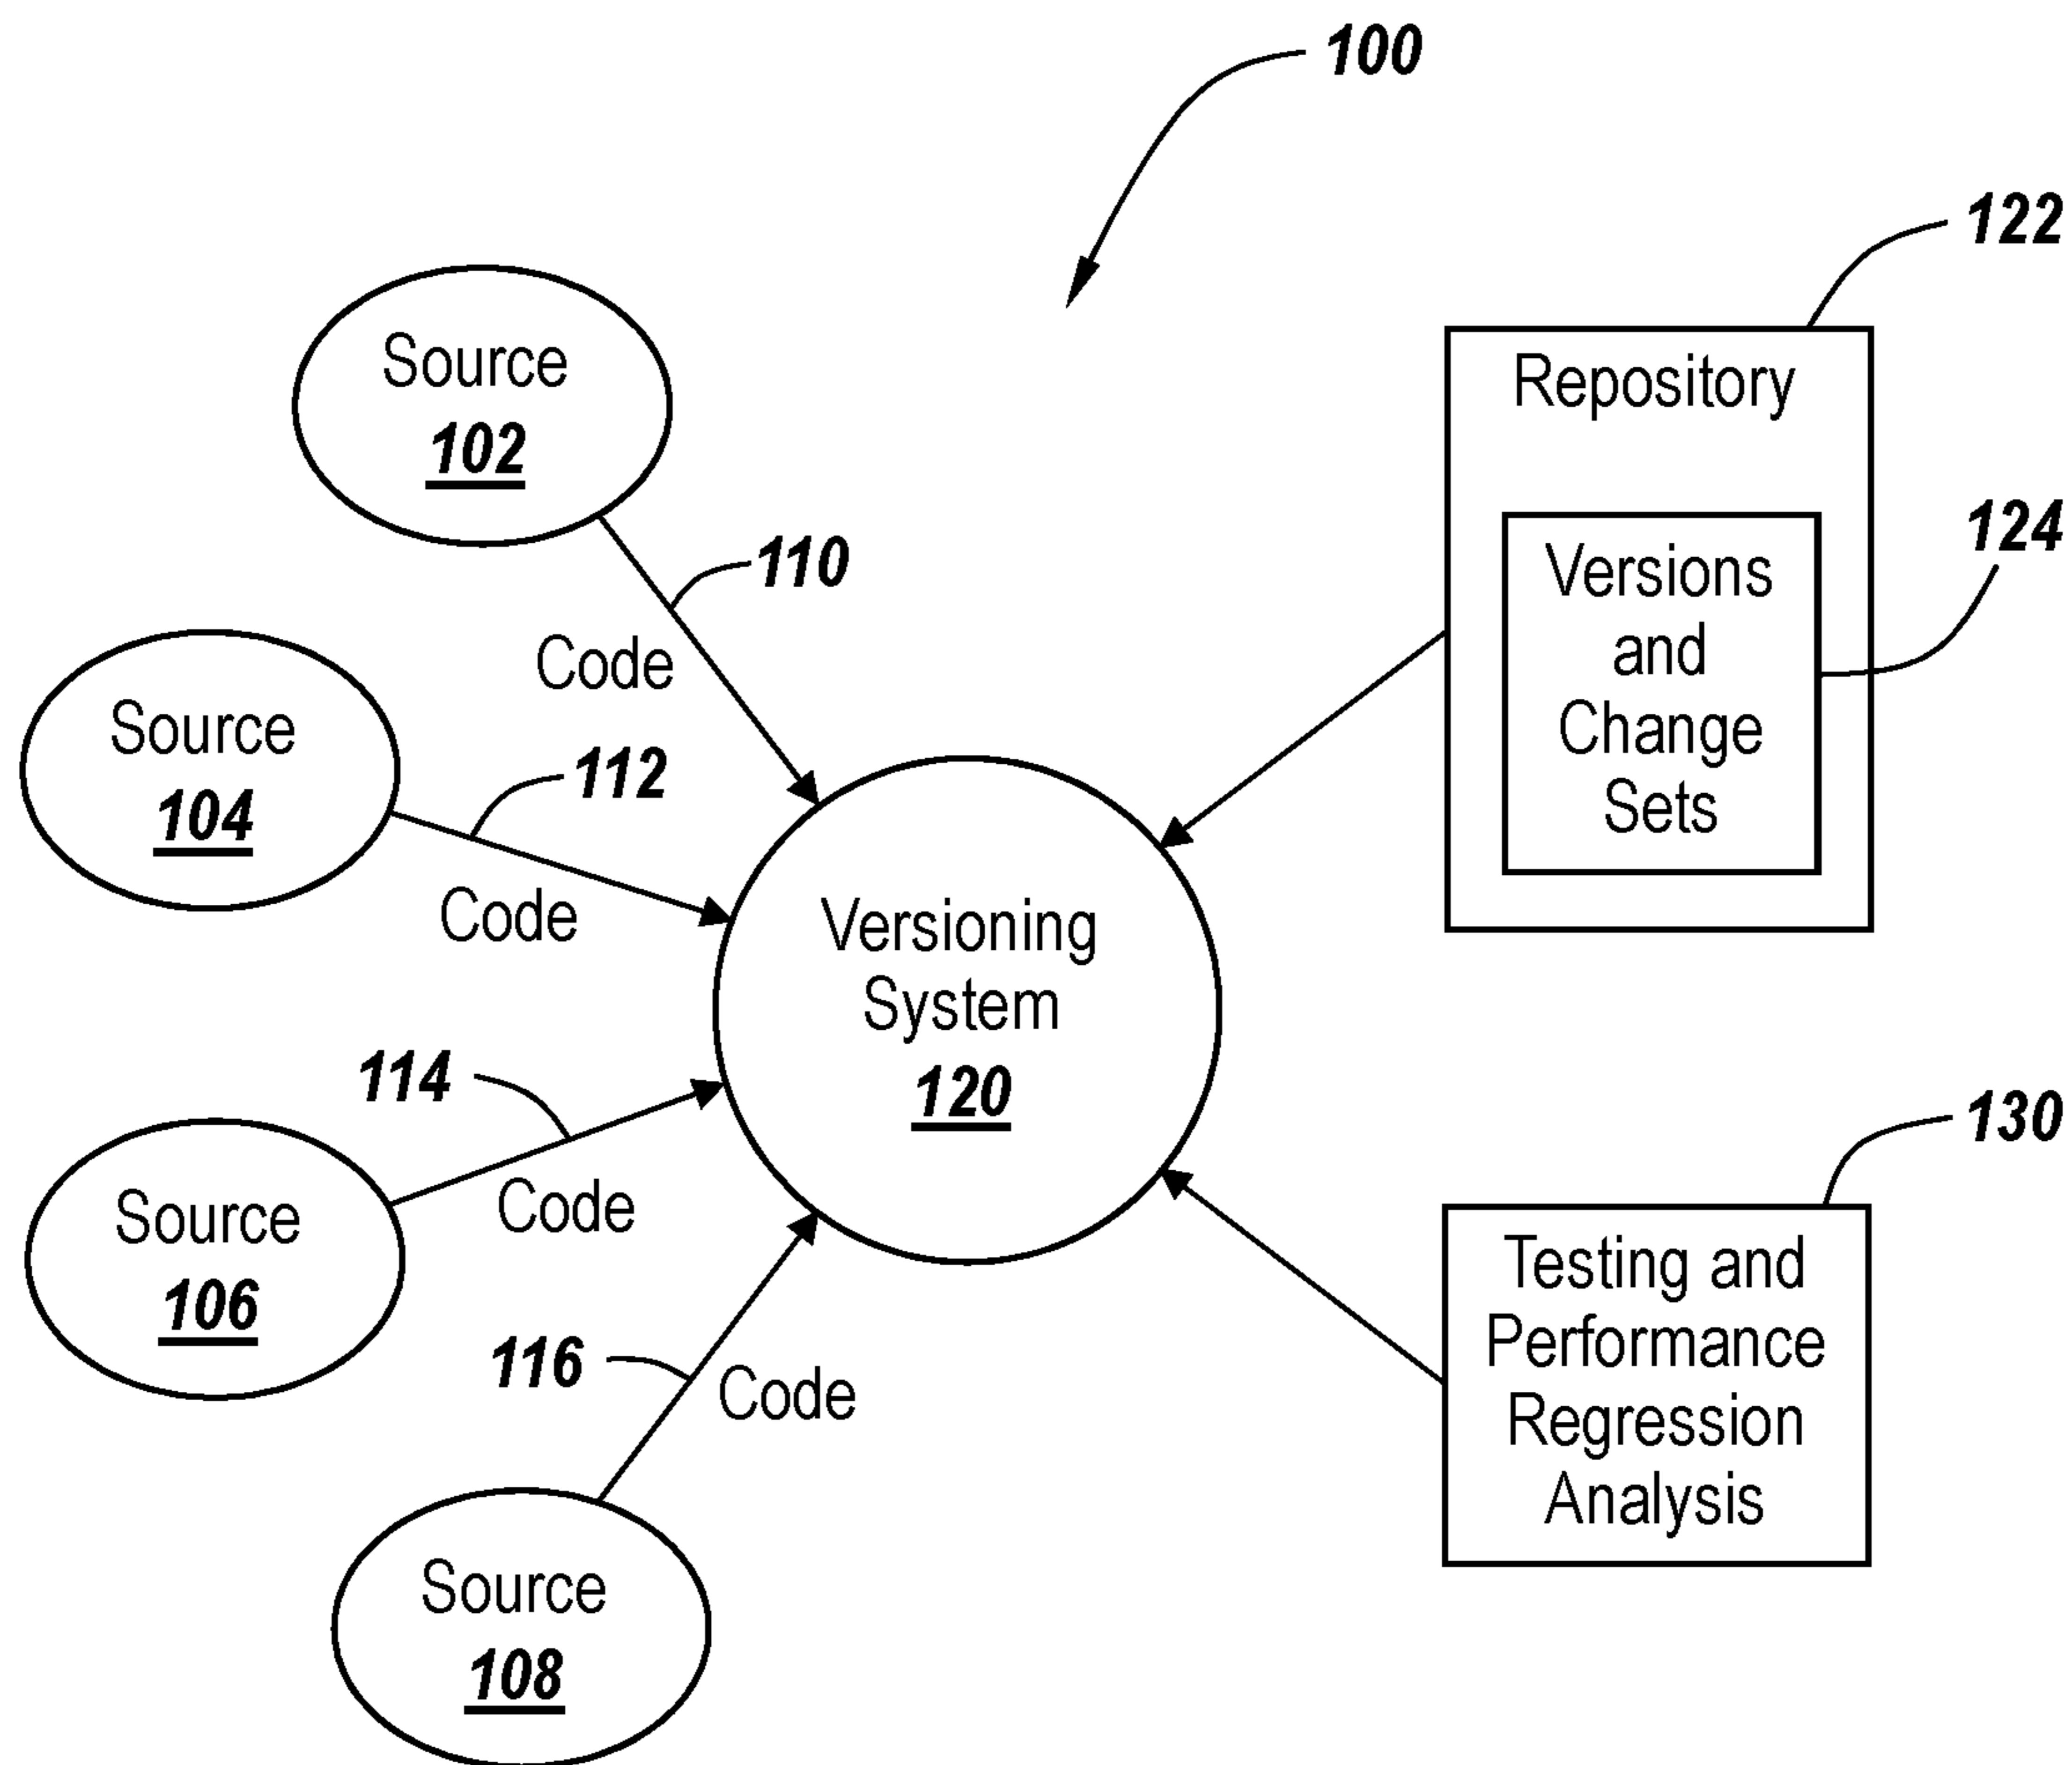 100
122
Source
102
Repository
110
124
Versions
and
Change
Sets
Code
Source
104
112
Code
Versioning
System
120
114
130
Source
106
Code
Testing and
Performance
Regression
Analysis
116
Code
Source
108